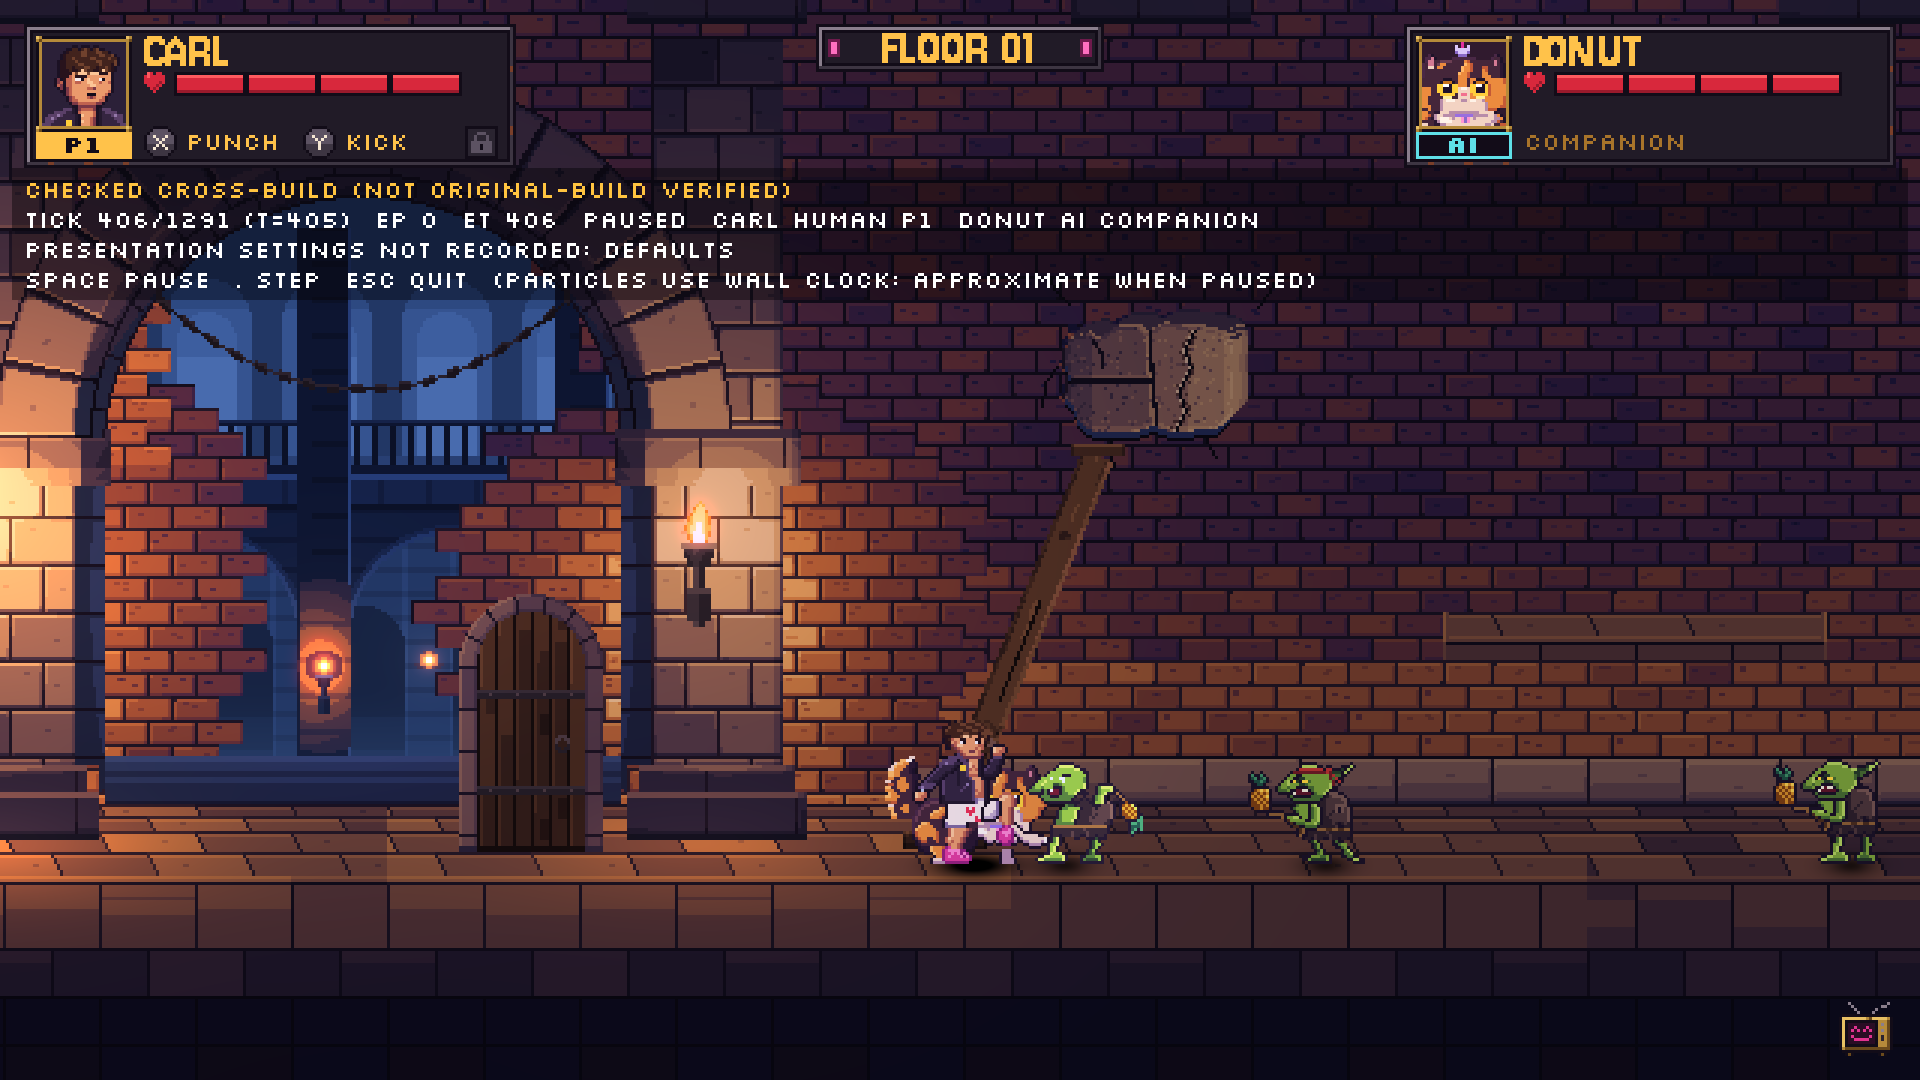 CARL
P1
X PUNCH Y KICK
FLOOR 01
DONUT
AI
COMPANION
CHECKED CROSS-BUILD (NOT ORIGINAL-BUILD VERIFIED)
TICK 406/1291 (T=405) EP 0 ET 406 PAUSED CARL HUMAN P1 DONUT AI COMPANION
PRESENTATION SETTINGS NOT RECORDED: DEFAULTS
SPACE PAUSE . STEP ESC QUIT (PARTICLES USE WALL CLOCK: APPROXIMATE WHEN PAUSED)